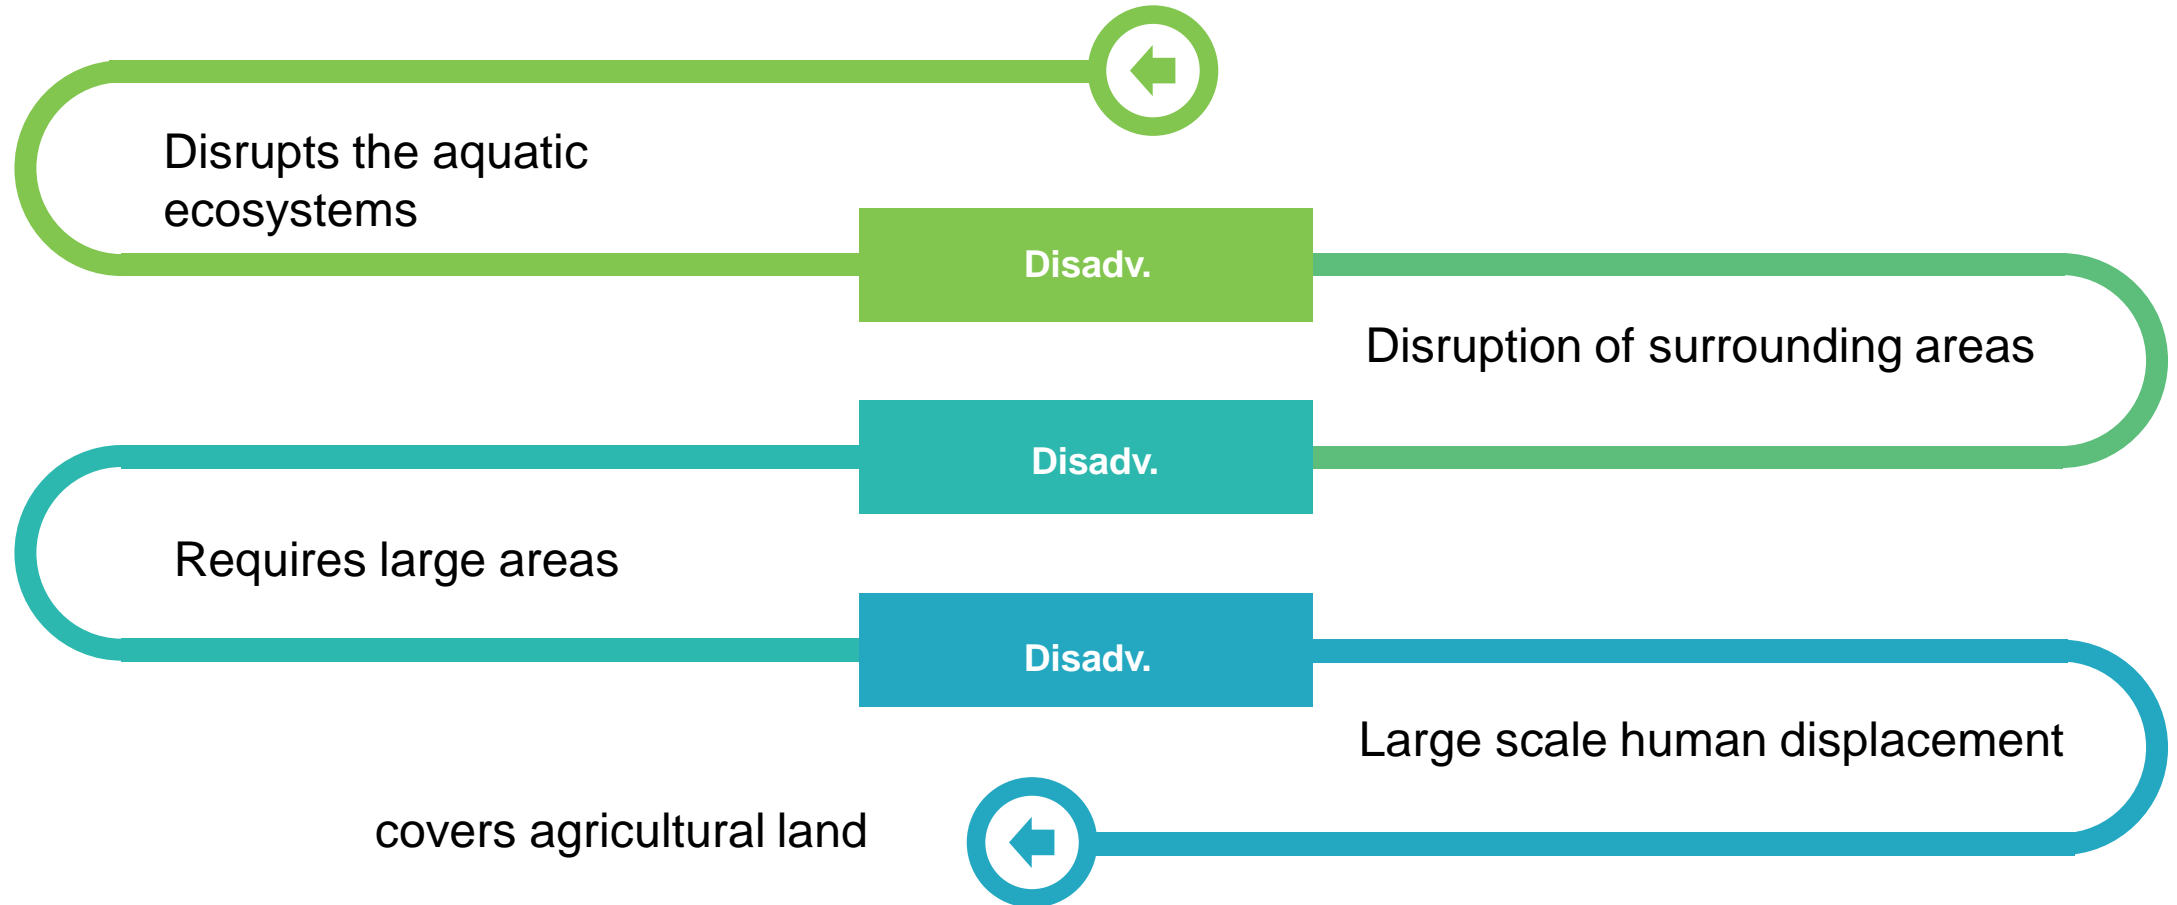 Disrupts the aquatic
ecosystems
Disadv.
Disruption of surrounding areas
Disadv.
Requires large areas
Disadv.
Large scale human displacement
covers agricultural land